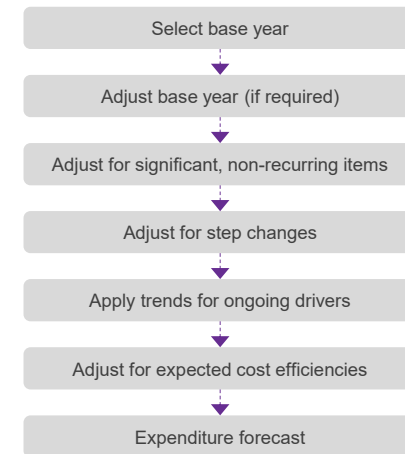 Select base year
Adjust base year (if required)
Adjust for significant, non-recurring items
Adjust for step changes
Apply trends for ongoing drivers
Adjust for expected cost efficiencies
Expenditure forecast